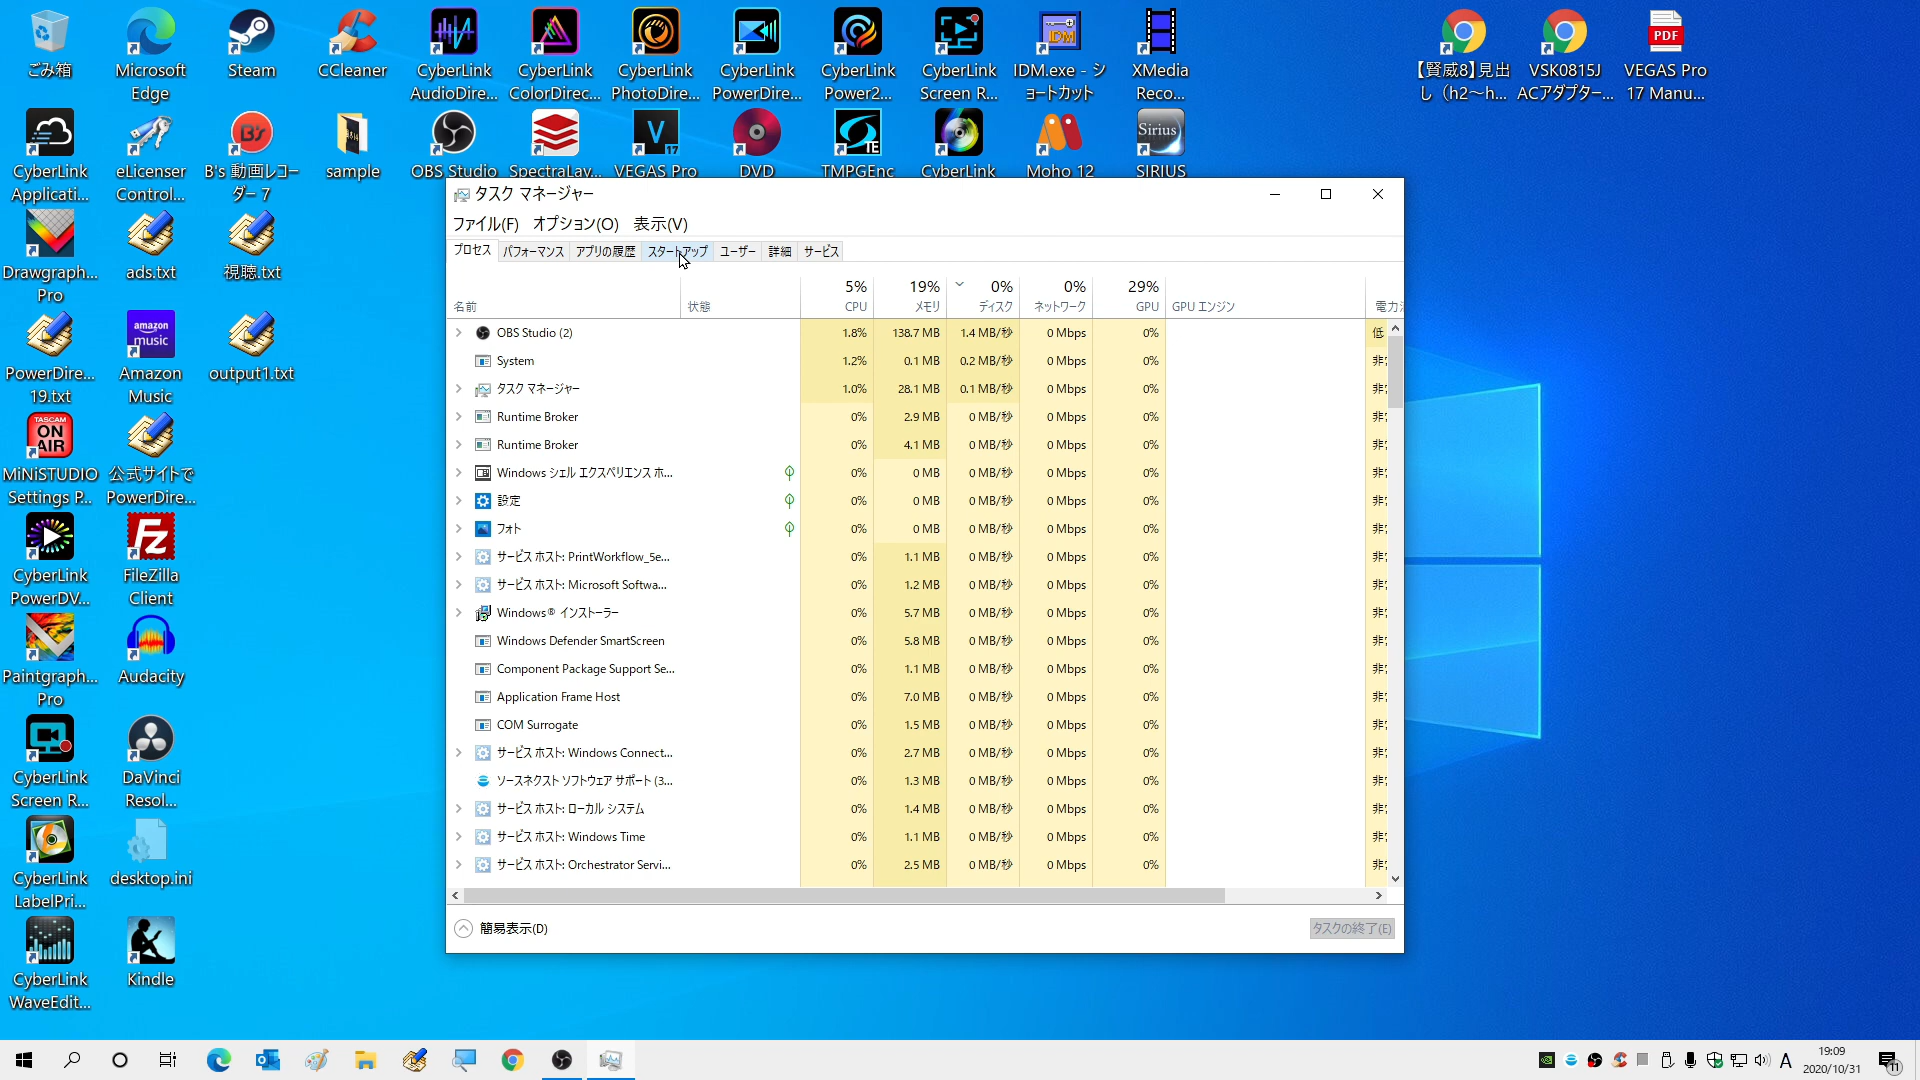 ごみ箱
Microsoft
Edge
Steam
CCleaner
CyberLink
AudioDire...
CyberLink
ColorDirec...
CyberLink
PhotoDire...
CyberLink
PowerDire...
CyberLink
Power2...
CyberLink
Screen R...
IDM.exe - シ
ョートカット
XMedia
Reco...
【賢威8】見出
し（h2～h...
VSK0815J
ACアダプター...
VEGAS Pro
17 Manu...
CyberLink
Applicati...
eLicenser
Control...
B's 動画レコー
ダー 7
sample
OBS Studio
SpectraLay...
VEGAS Pro
DVD
TMPGEnc
CyberLink
Moho 12
SIRIUS
Drawgraph...
Pro
ads.txt
視聴.txt
PowerDire...
19.txt
Amazon
Music
output1.txt
MiNiSTUDIO
Settings P...
公式サイトで
PowerDire...
CyberLink
PowerDV...
FileZilla
Client
Paintgraph...
Pro
Audacity
CyberLink
Screen R...
DaVinci
Resol...
CyberLink
LabelPri...
desktop.ini
CyberLink
WaveEdit...
Kindle
タスク マネージャー
ファイル(F) オプション(O) 表示(V)
プロセス パフォーマンス アプリの履歴 スタートアップ ユーザー 詳細 サービス
5% 19% 0% 0% 29%
名前 状態 CPU メモリ ディスク ネットワーク GPU GPU エンジン
OBS Studio (2) 1.8% 138.7 MB 1.4 MB/秒 0 Mbps 0% 低
System 1.2% 0.1 MB 0.2 MB/秒 0 Mbps 0%
タスク マネージャー 1.0% 28.1 MB 0.1 MB/秒 0 Mbps 0%
Runtime Broker 0% 2.9 MB 0 MB/秒 0 Mbps 0%
Runtime Broker 0% 4.1 MB 0 MB/秒 0 Mbps 0%
Windows シェル エクスペリエンス ホ... 0% 0 MB 0 MB/秒 0 Mbps 0%
設定 0% 0 MB 0 MB/秒 0 Mbps 0%
フォト 0% 0 MB 0 MB/秒 0 Mbps 0%
サービス ホスト: PrintWorkflow_5e... 0% 1.1 MB 0 MB/秒 0 Mbps 0%
サービス ホスト: Microsoft Softwa... 0% 1.2 MB 0 MB/秒 0 Mbps 0%
Windows® インストーラー 0% 5.7 MB 0 MB/秒 0 Mbps 0%
Windows Defender SmartScreen 0% 5.8 MB 0 MB/秒 0 Mbps 0%
Component Package Support Se... 0% 1.1 MB 0 MB/秒 0 Mbps 0%
Application Frame Host 0% 7.0 MB 0 MB/秒 0 Mbps 0%
COM Surrogate 0% 1.5 MB 0 MB/秒 0 Mbps 0%
サービス ホスト: Windows Connect... 0% 2.7 MB 0 MB/秒 0 Mbps 0%
ソースネクスト ソフトウェア サポート (3... 0% 1.3 MB 0 MB/秒 0 Mbps 0%
サービス ホスト: ローカル システム 0% 1.4 MB 0 MB/秒 0 Mbps 0%
サービス ホスト: Windows Time 0% 1.1 MB 0 MB/秒 0 Mbps 0%
サービス ホスト: Orchestrator Servi... 0% 2.5 MB 0 MB/秒 0 Mbps 0%
簡易表示(D)
タスクの終了(E)
A
19:09
2020/10/31
11